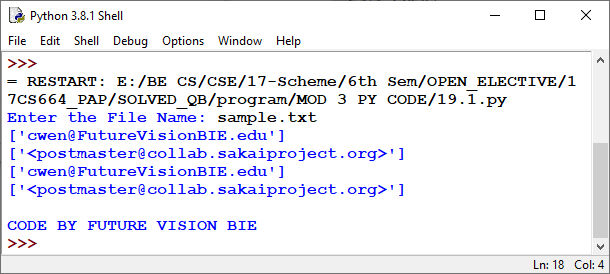 Python 3.8.1 Shell
File Edit Shell Debug Options Window Help
>>>
= RESTART: E:/BE CS/CSE/17-Scheme/6th Sem/OPEN_ELECTIVE/1
7CS664_PAP/SOLVED_QB/program/MOD 3 PY CODE/19.1.py
Enter the File Name: sample.txt
['cwen@FutureVisionBIE.edu']
['<postmaster@collab.sakaiproject.org>']
['cwen@FutureVisionBIE.edu']
['<postmaster@collab.sakaiproject.org>']
CODE BY FUTURE VISION BIE
>>>
Ln: 18 Col: 4